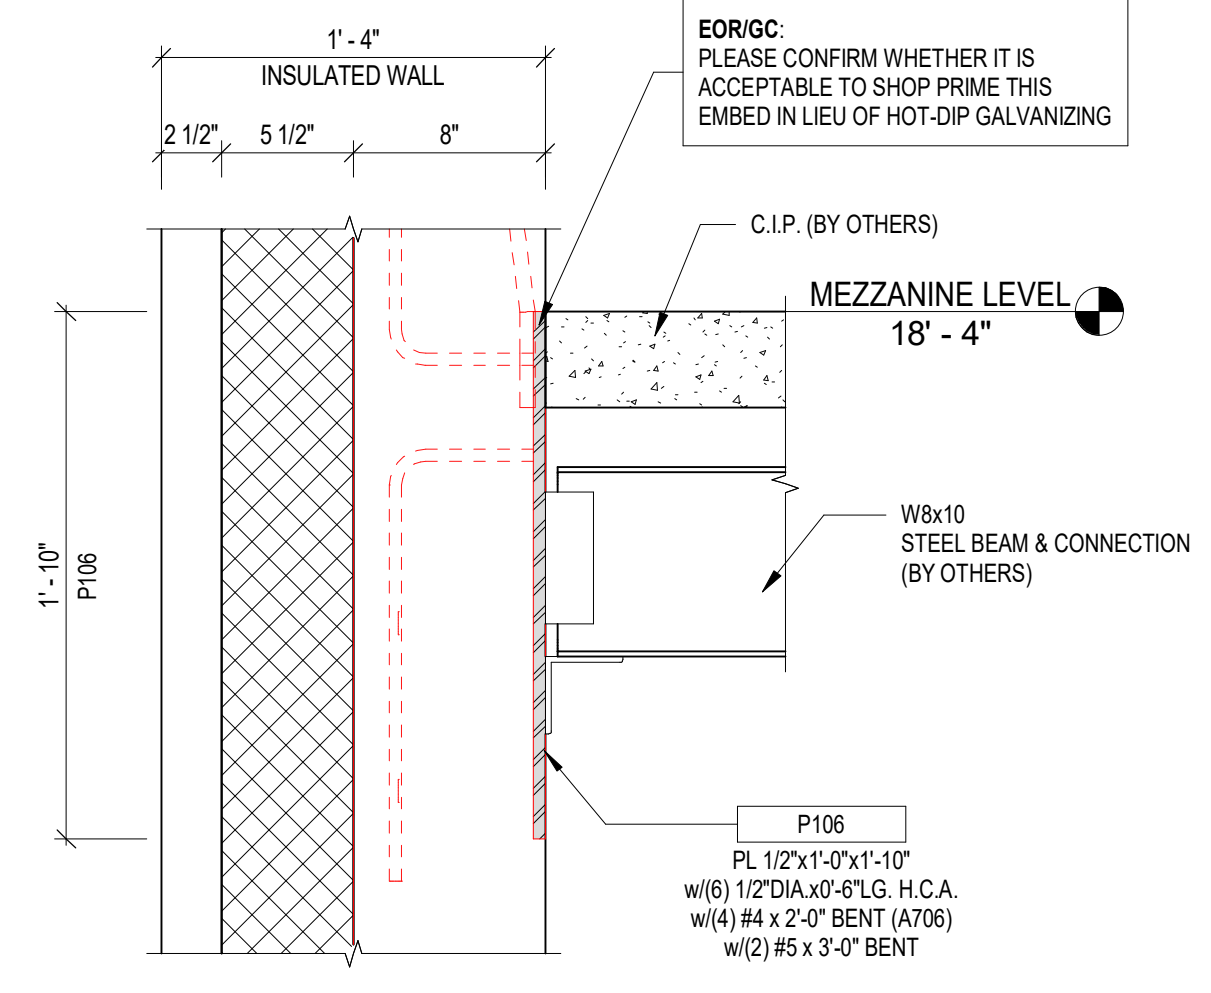 EOR/GC:
PLEASE CONFIRM WHETHER IT IS
ACCEPTABLE TO SHOP PRIME THIS
EMBED IN LIEU OF HOT-DIP GALVANIZING
1' - 4"
INSULATED WALL
2 1/2"
5 1/2"
8"
C.I.P. (BY OTHERS)
MEZZANINE LEVEL
18' - 4"
W8x10
STEEL BEAM & CONNECTION
(BY OTHERS)
1' - 10"
P106
P106
PL 1/2"x1'-0"x1'-10"
w/(6) 1/2"DIA.x0'-6"LG. H.C.A.
w/(4) #4 x 2'-0" BENT (A706)
w/(2) #5 x 3'-0" BENT